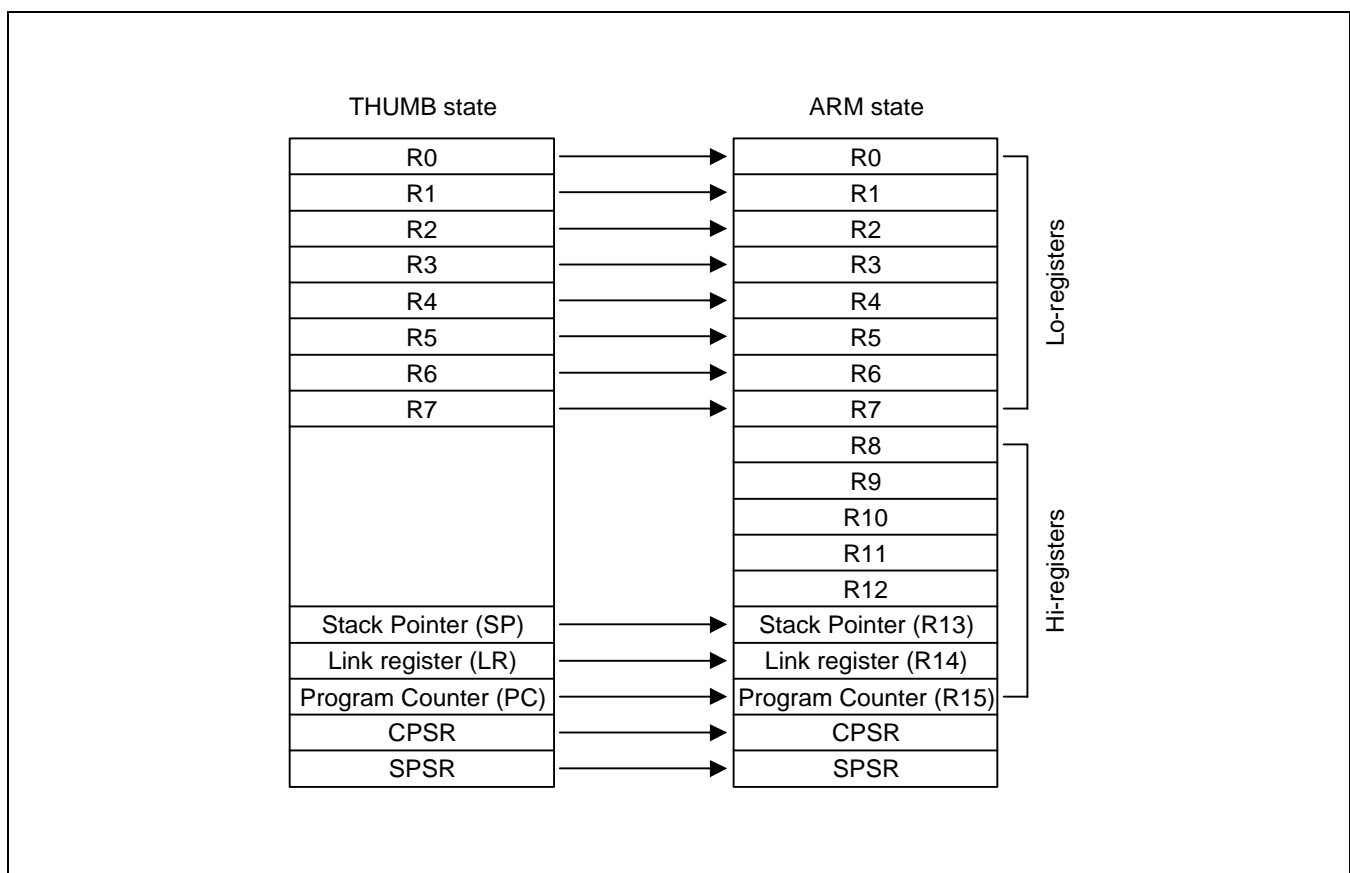 THUMB state
R0
R1
R2
R3
R4
R5
R6
R7
Stack Pointer (SP)
Link register (LR)
Program Counter (PC)
CPSR
SPSR
ARM state
R0
R1
R2
R3
R4
R5
R6
R7
R8
R9
R10
R11
R12
Stack Pointer (R13)
Link register (R14)
Program Counter (R15)
CPSR
SPSR
Lo-registers
Hi-registers